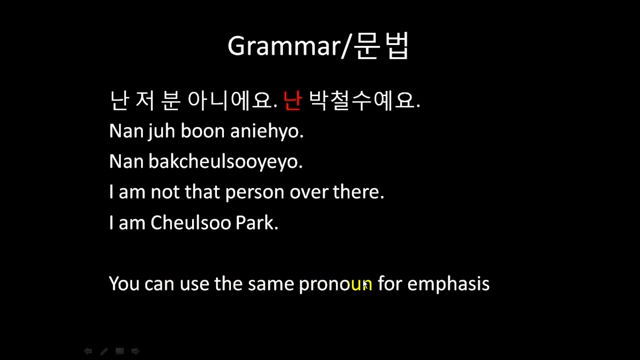 Grammar/문법
난 저 분 아니에요. 난 박철수예요.
Nan juh boon aniehyo.
Nan bakcheulsooyeyo.
I am not that person over there.
I am Cheulsoo Park.
You can use the same pronoun for emphasis